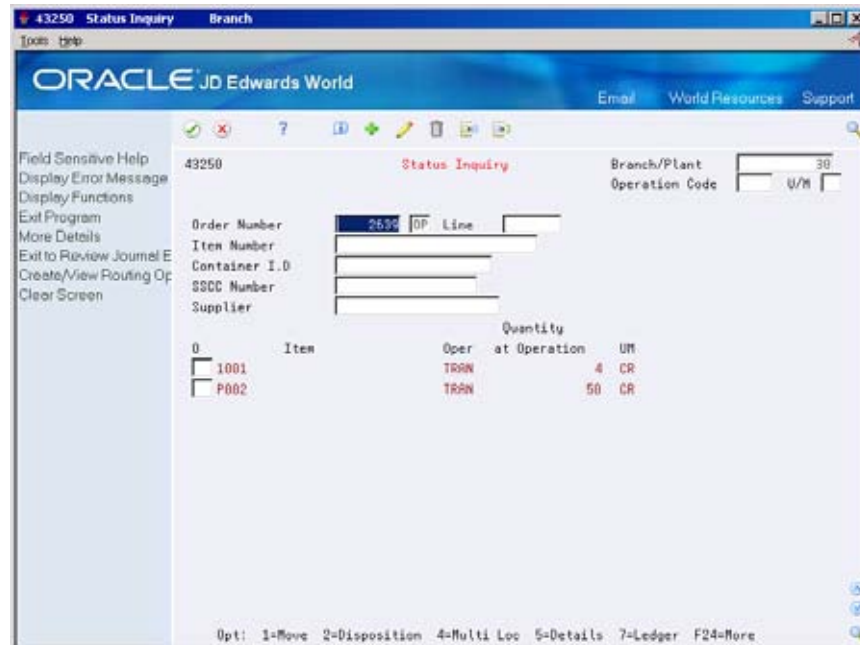 43250 Status Inquiry Branch
Tools Help
ORACLE JD Edwards World
Email World Resources Support
Field Sensitive Help
Display Error Message
Display Functions
Exit Program
More Details
Exit to Review Journal E
Create/View Routing Op
Clear Screen
43250 Status Inquiry Branch/Plant 30
Operation Code U/M
Order Number 2639 OP Line
Item Number
Container I.D
SSCC Number
Supplier
Quantity
O Item Oper at Operation UM
1001 TRAN 4 CR
P002 TRAN 50 CR
Opt: 1=Move 2=Disposition 4=Multi Loc 5=Details 7=Ledger F24=More